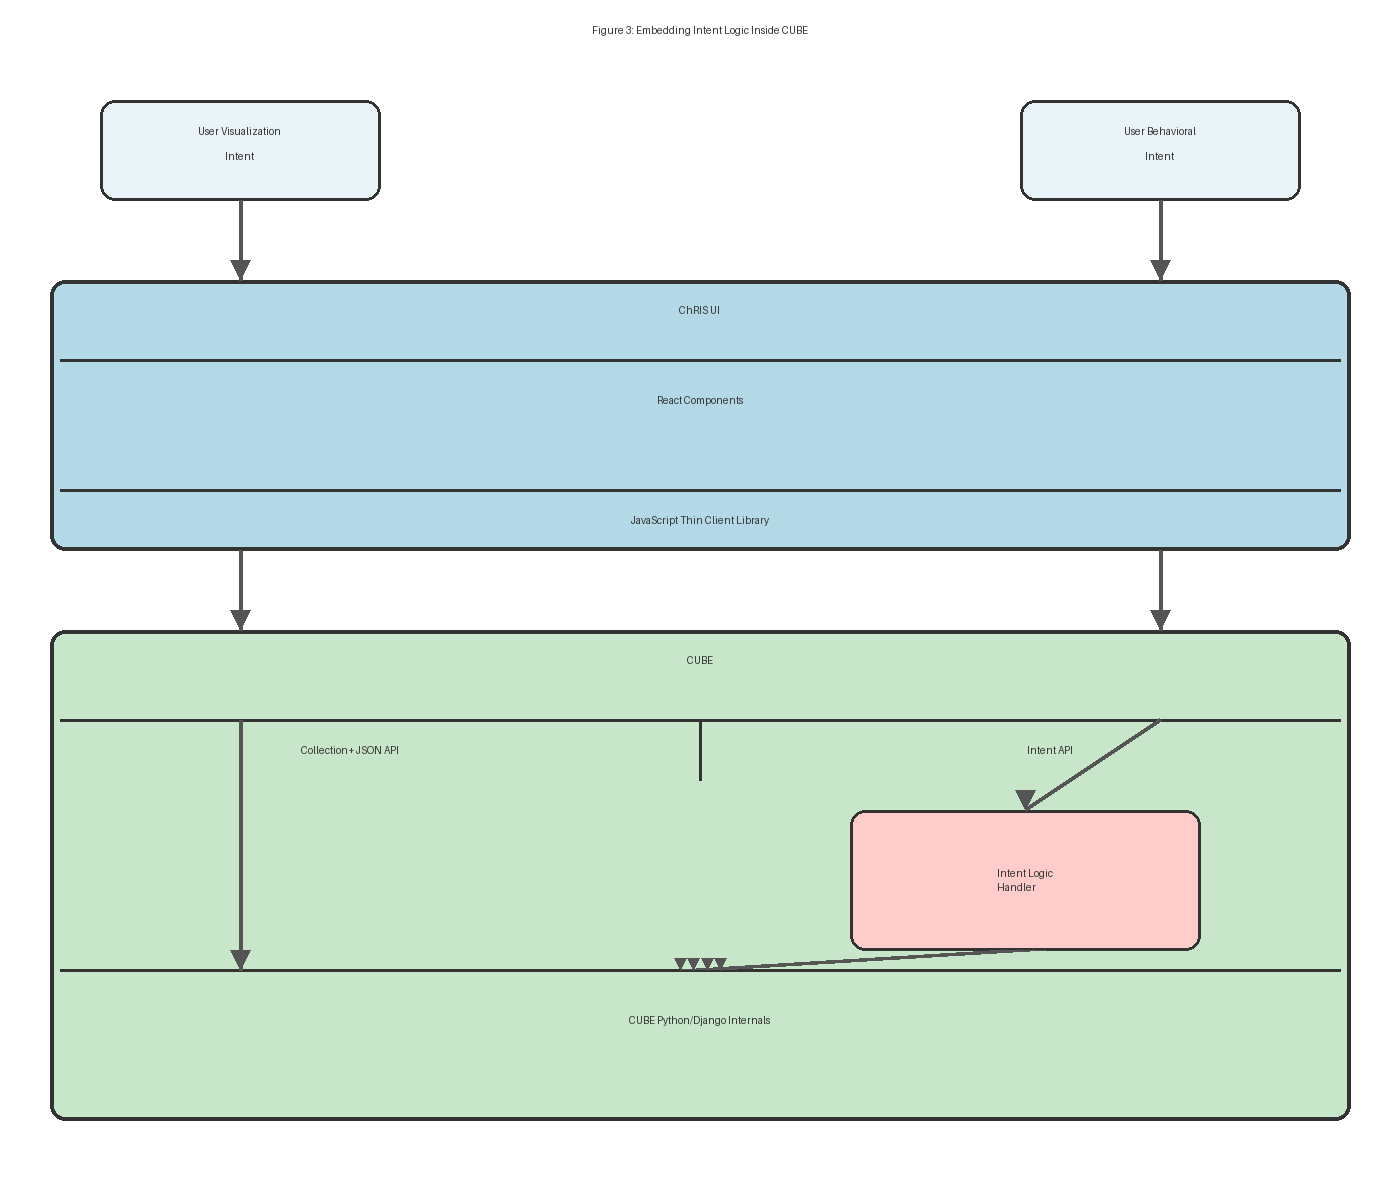 Figure 3: Embedding Intent Logic Inside CUBE
User Visualization
Intent
User Behavioral
Intent
ChRIS UI
React Components
JavaScript Thin Client Library
CUBE
Collection+JSON API
Intent API
Intent Logic
Handler
CUBE Python/Django Internals